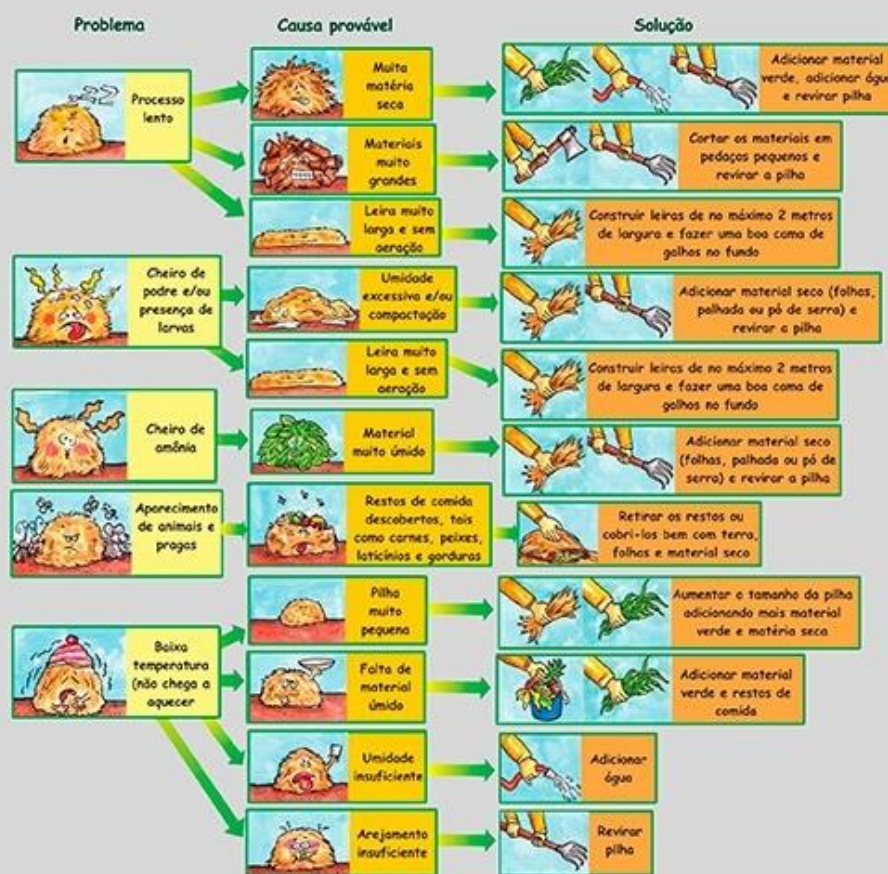 Problema
Causa provável
Solução
Processo
lento
Muita
matéria
seca
Adicionar material
verde, adicionar água
e revirar pilha
Materiais
muito
grandes
Cortar os materiais em
pedaços pequenos e
revirar a pilha
Leira muito
larga e sem
aeração
Construir leiras de no máximo 2 metros
de largura e fazer uma boa cama de
galhos no fundo
Cheiro de
podre e/ou
presença de
larvas
Umidade
excessiva e/ou
compactação
Adicionar material seco (folhas,
palhada ou pó de serra) e
revirar a pilha
Leira muito
larga e sem
aeração
Construir leiras de no máximo 2 metros
de largura e fazer uma boa cama de
galhos no fundo
Cheiro de
amônia
Material
muito úmido
Adicionar material seco
(folhas, palhada ou pó de
serra) e revirar a pilha
Aparecimento
de animais e
pragas
Restos de comida
descobertos, tais
como carnes, peixes,
laticínios e gorduras
Retirar os restos ou
cobri-los bem com terra,
folhas e material seco
Baixa
temperatura
(não chega a
aquecer
Pilha
muito
pequena
Aumentar o tamanho da pilha
adicionando mais material
verde e matéria seca
Falta de
material
úmido
Adicionar material
verde e restos de
comida
Umidade
insuficiente
Adicionar
água
Arejamento
insuficiente
Revirar
pilha